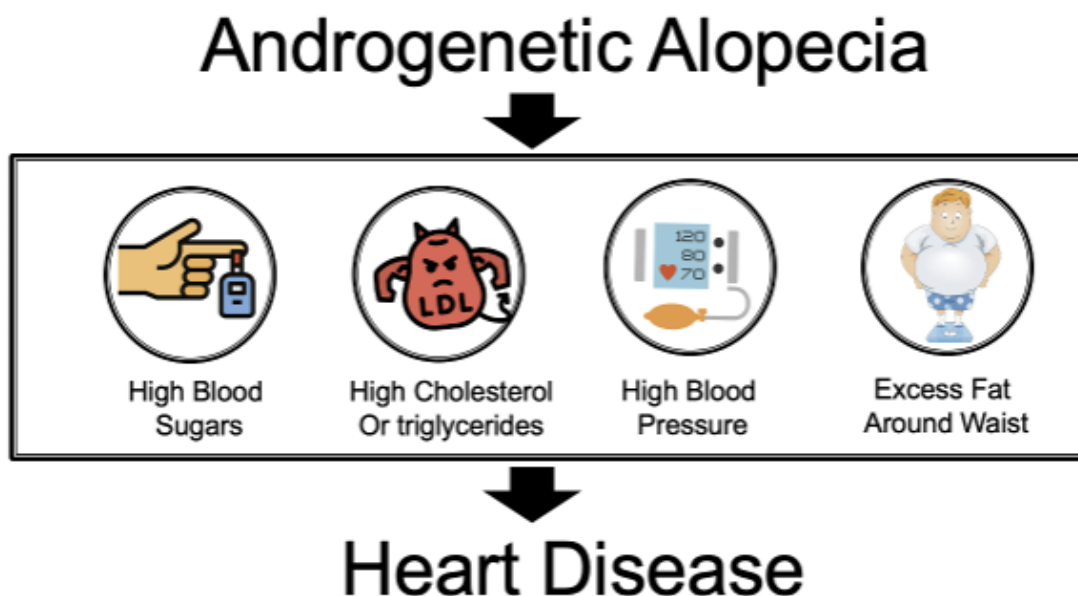 Androgenetic Alopecia
120
80
70
LDL
High Blood
Sugars
High Cholesterol
Or triglycerides
High Blood
Pressure
Excess Fat
Around Waist
Heart Disease